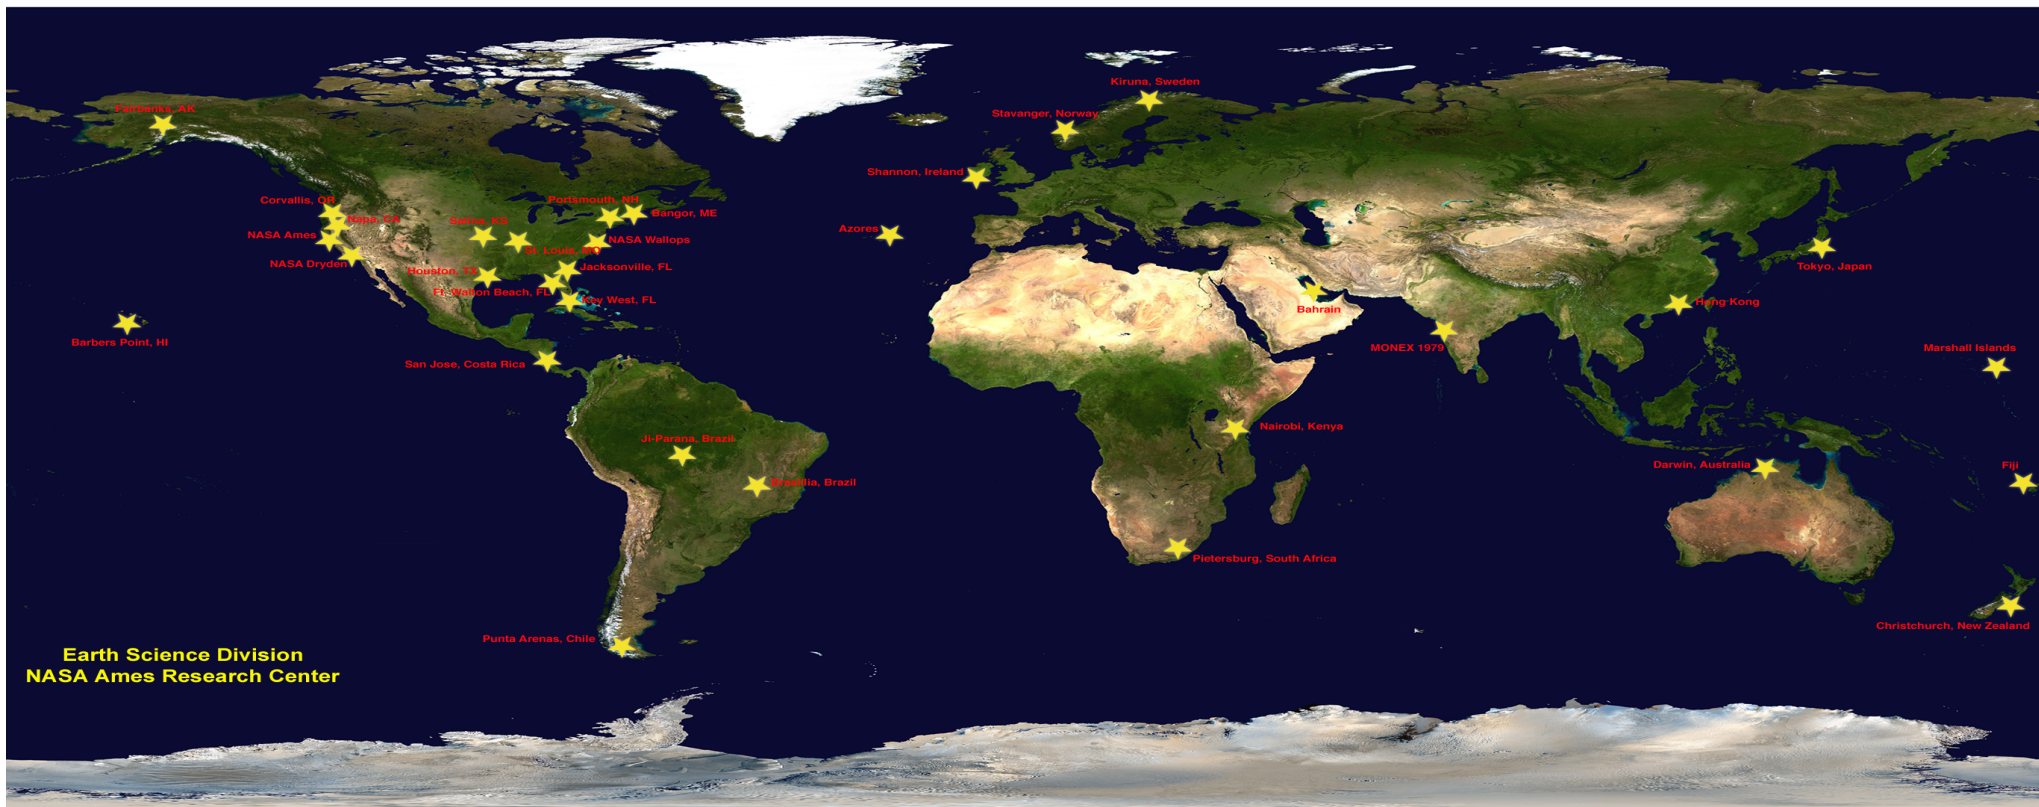 Kiruna, Sweden
Fairbanks, AK
Stavanger, Norway
Shannon, Ireland
Corvallis, OR
Portsmouth, NH
Bangor, ME
Napa, CA
Salina, KS
Azores
NASA Ames
NASA Wallops
St. Louis, MO
NASA Dryden
Houston, TX
Jacksonville, FL
Tokyo, Japan
Ft. Walton Beach, FL
Key West, FL
Bahrain
Hong Kong
Barbers Point, HI
MONEX 1979
Marshall Islands
San Jose, Costa Rica
Nairobi, Kenya
Ji-Parana, Brazil
Darwin, Australia
Fiji
Brasilia, Brazil
Pietersburg, South Africa
Christchurch, New Zealand
Punta Arenas, Chile
Earth Science Division
NASA Ames Research Center